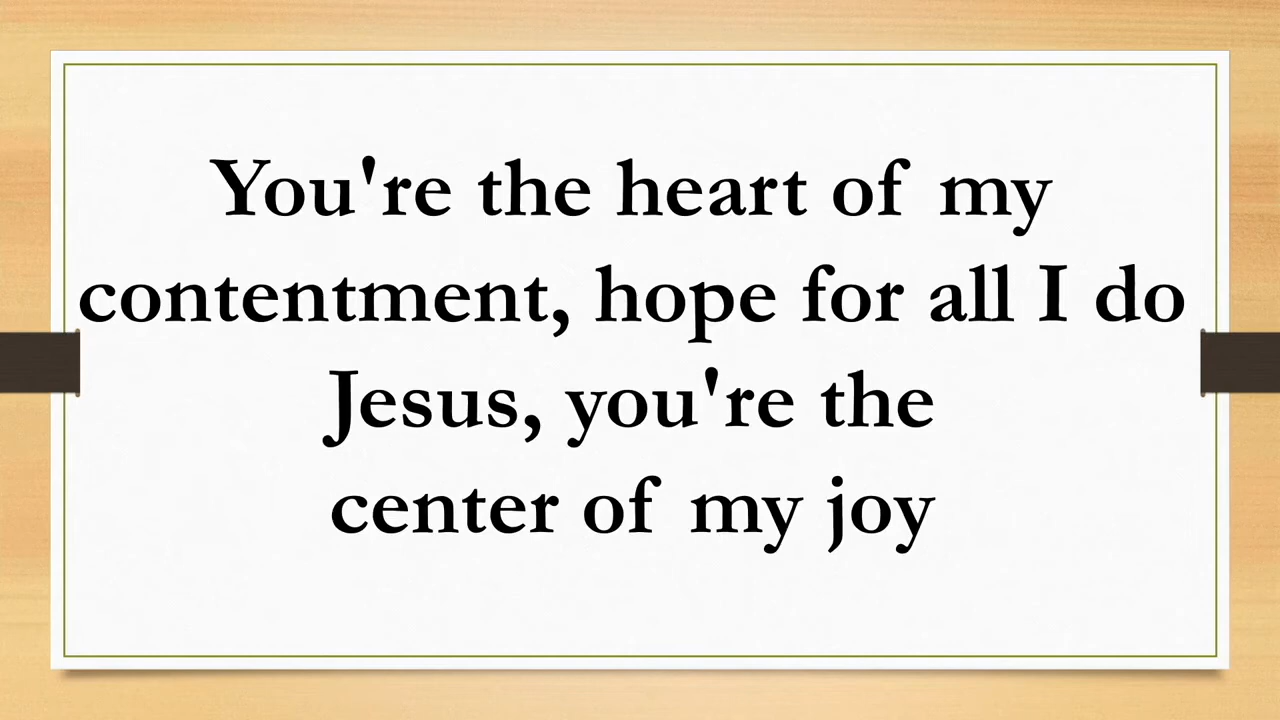 You're the heart of my
contentment, hope for all I do
Jesus, you're the
center of my joy